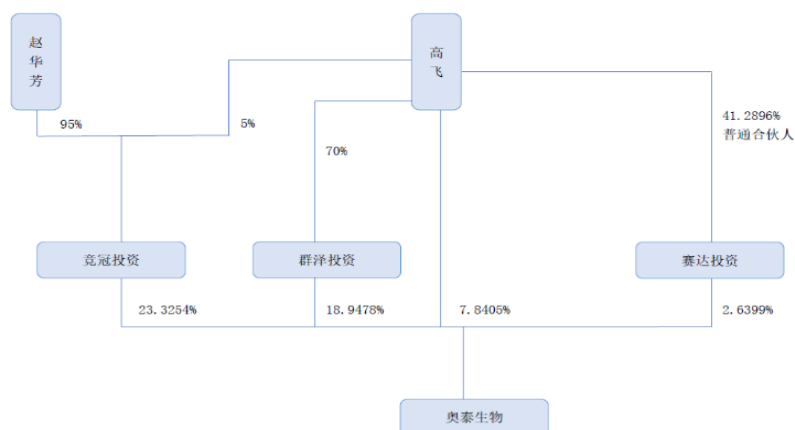 赵
华
芳
高
飞
95%
5%
70%
41.2896%
普通合伙人
竞冠投资
群泽投资
赛达投资
23.3254%
18.9478%
7.8405%
2.6399%
奥泰生物